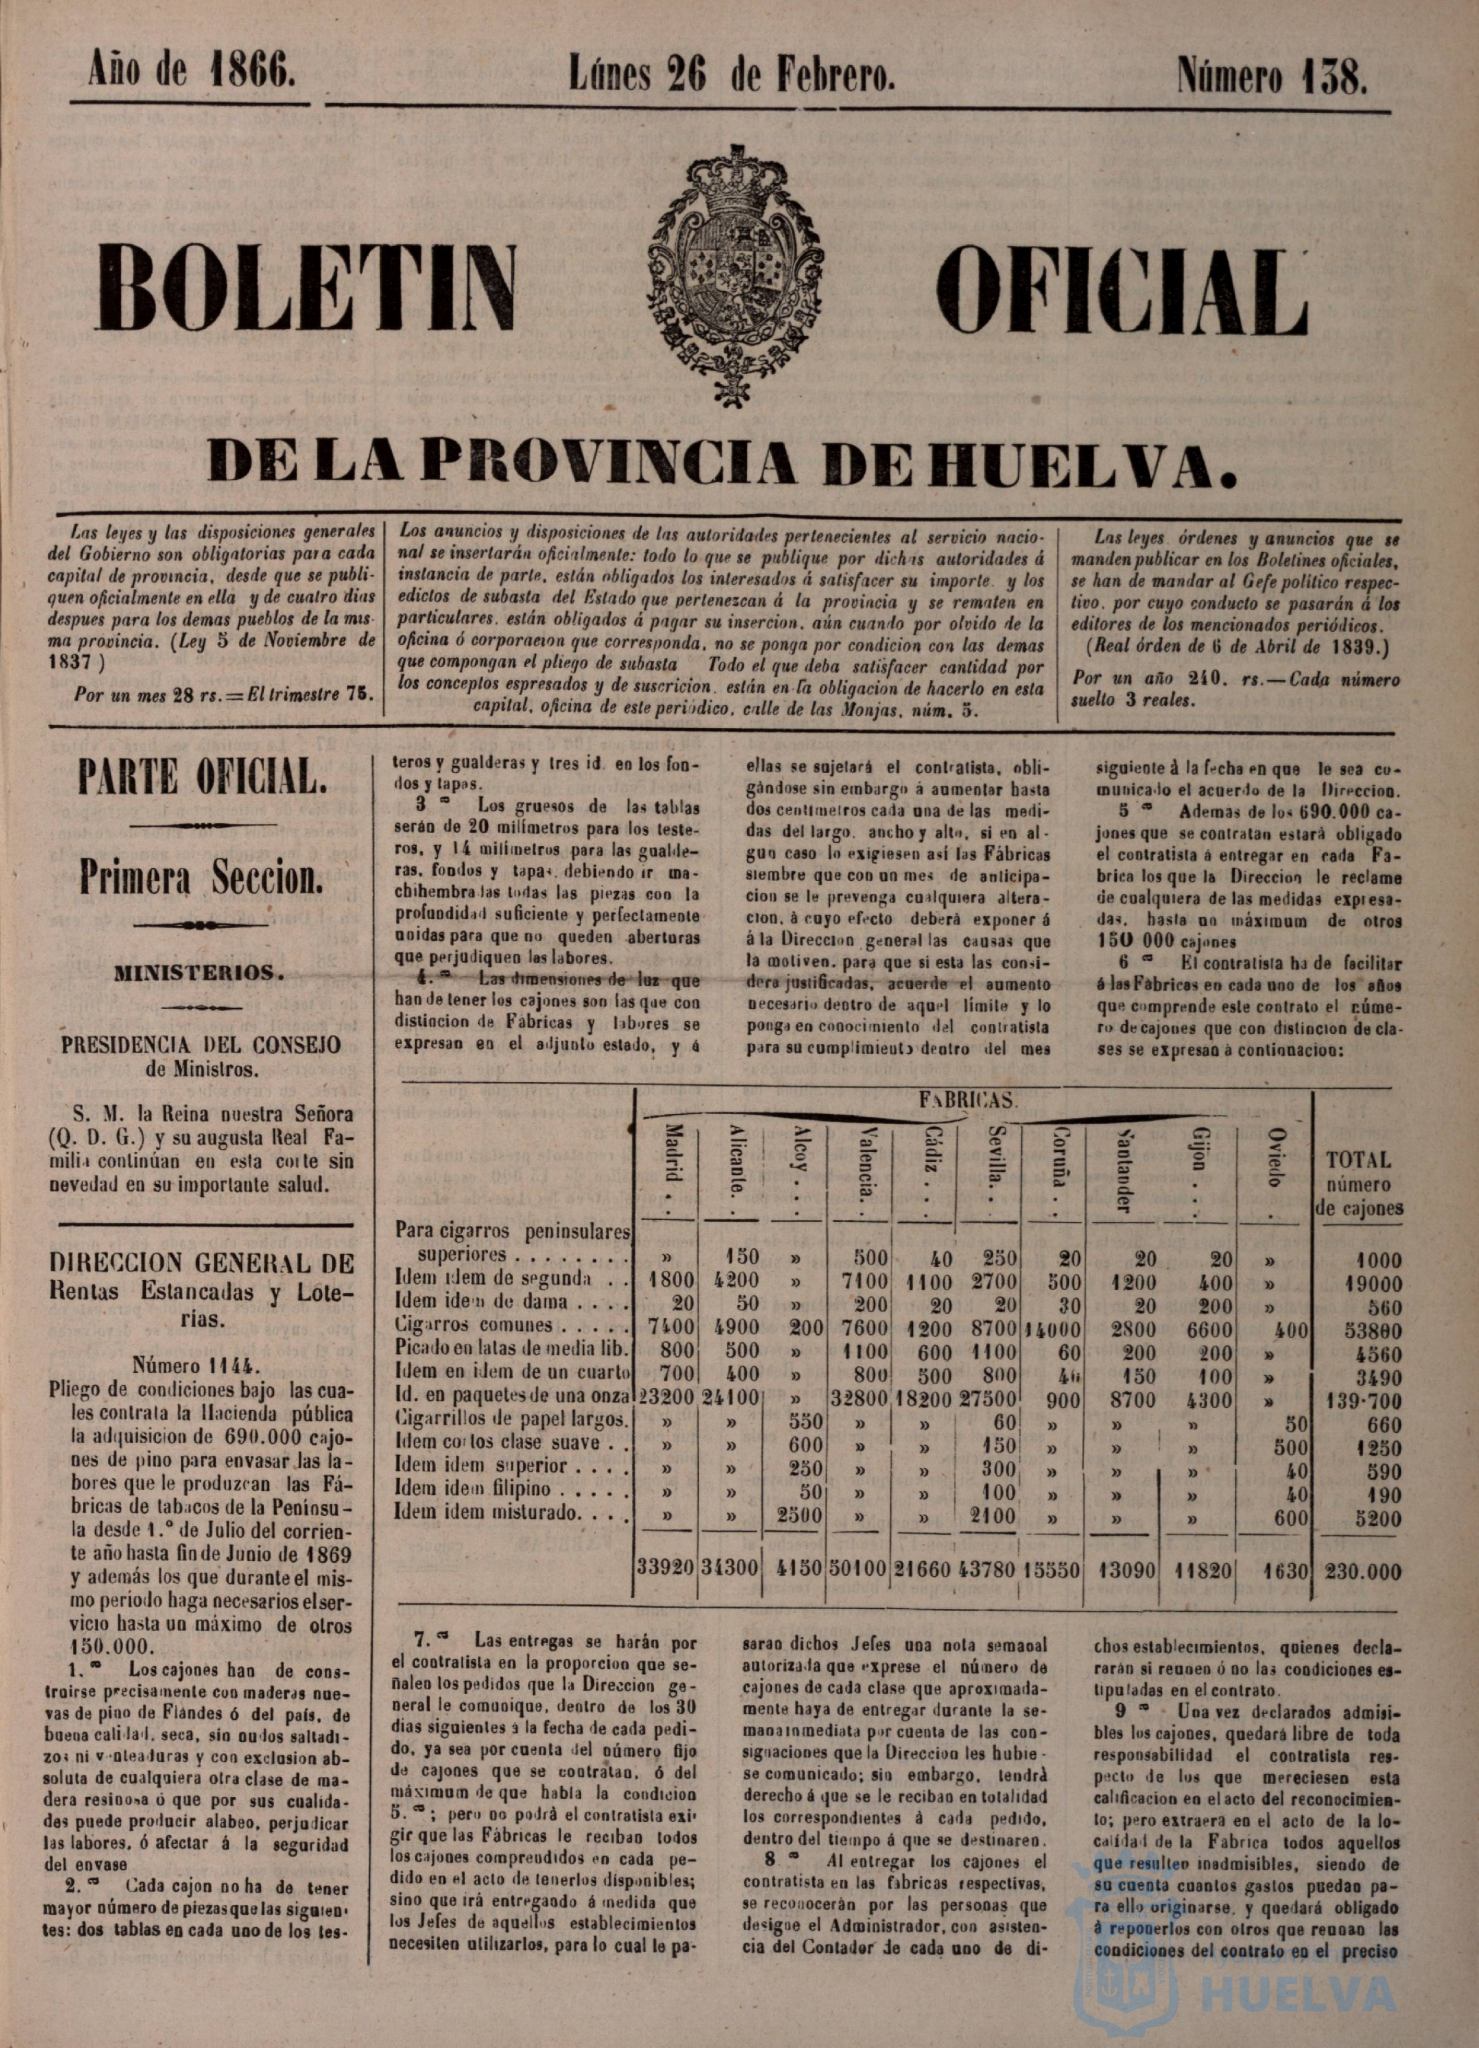 Año de 1866.
Lúnes 26 de Febrero.
Número 138.
BOLETIN OFICIAL
DE LA PROVINCIA DE HUELVA.
Las leyes y las disposiciones generales
del Gobierno son obligatorias para cada
capital de provincia, desde que se publi-
quen oficialmente en ella y de cuatro dias
despues para los demas pueblos de la mis-
ma provincia. (Ley 3 de Noviembre de
1837 )
Por un mes 28 rs.=El trimestre 75.
Los anuncios y disposiciones de las autoridades pertenecientes al servicio nacio-
nal se insertarán oficialmente: todo lo que se publique por dichas autoridades á
instancia de parte, están obligados los interesados á satisfacer su importe. y los
edictos de subasta del Estado que pertenezcan á la provincia y se rematen en
particulares. están obligados á pagar su insercion. aún cuando por olvido de la
oficina ó corporacion que corresponda, no se ponga por condicion con las demas
que compongan el pliego de subasta Todo el que deba satisfacer cantidad por
los conceptos espresados y de suscricion. están en la obligacion de hacerlo en esta
capital, oficina de este periódico, calle de las Monjas, núm. 5.
Las leyes. órdenes y anuncios que se
manden publicar en los Boletines oficiales,
se han de mandar al Gefe politico respec-
tivo. por cuyo conducto se pasarán á los
editores de los mencionados periódicos.
(Real órden de 6 de Abril de 1839.)
Por un año 240. rs.—Cada número
suelto 3 reales.
PARTE OFICIAL.
Primera Seccion.
MINISTERIOS.
PRESIDENCIA DEL CONSEJO
de Ministros.
S. M. la Reina nuestra Señora
(Q. D. G.) y su augusta Real Fa-
milia continúan en esta corte sin
novedad en su importante salud.
DIRECCION GENERAL DE
Rentas Estancadas y Lote-
rias.
Número 1144.
Pliego de condiciones bajo las cua-
les contrata la Hacienda pública
la adquisicion de 690.000 cajo-
nes de pino para envasar las la-
bores que le produzcan las Fá-
bricas de tabacos de la Penínsu-
la desde 1.º de Julio del corrien-
te año hasta fin de Junio de 1869
y además los que durante el mis-
mo período haga necesarios el ser-
vicio hasta un máximo de otros
150.000.
1.ª Los cajones han de cons-
truirse precisamente con maderas nue-
vas de pino de Flandes ó del país, de
buena calidad, seca, sin nudos saltadi-
zos ni venteaduras y con exclusion ab-
soluta de cualquiera otra clase de ma-
dera resinosa ó que por sus cualida-
des puede producir alabeo, perjudicar
las labores, ó afectar á la seguridad
del envase
2.ª Cada cajon no ha de tener
mayor número de piezas que las siguien-
tes: dos tablas en cada uno de los tes-
teros y gualderas y tres id. en los fon-
dos y tapas.
3 ª Los gruesos de las tablas
serán de 20 milímetros para los teste-
ros, y 14 milímetros para las gualde-
ras, fondos y tapas, debiendo ir ma-
chihembradas todas las piezas con la
profundidad suficiente y perfectamente
unidas para que no queden aberturas
que perjudiquen las labores.
4.ª Las dimensiones de luz que
han de tener los cajones son las que con
distincion de Fábricas y labores se
expresan en el adjunto estado, y á
ellas se sujetará el contratista, obli-
gándose sin embargo á aumentar hasta
dos centímetros cada una de las medi-
das del largo, ancho y alto, si en al-
gun caso lo exigiesen así las Fábricas
siembre que con un mes de anticipa-
cion se le prevenga cualquiera altera-
cion, á cuyo efecto deberá exponer á
á la Direccion general las causas que
la motiven. para que si esta las consi-
dera justificadas, acuerde el aumento
necesario dentro de aquel límite y lo
ponga en conocimiento del contratista
para su cumplimiento dentro del mes
siguiente á la fecha en que le sea co-
municado el acuerdo de la Direccion.
5 ª Ademas de los 690.000 ca-
jones que se contratan estará obligado
el contratista á entregar en cada Fá-
brica los que la Direccion le reclame
de cualquiera de las medidas expresa-
das, hasta un máximum de otros
150 000 cajones
6 ª El contratista ha de facilitar
á las Fábricas en cada uno de los años
que comprende este contrato el núme-
ro de cajones que con distincion de cla-
ses se expresan á continuacion:
FABRICAS.
Madrid . . Alicante. . Alcoy . . . Valencia. . Cádiz . . . Sevilla. . . Coruña . . Santander Gijon . . . Oviedo . TOTAL
número
de cajones
Para cigarros peninsulares
superiores . . . . . . . . » 150 » 500 40 250 20 20 20 » 1000
Idem idem de segunda . . 1800 4200 » 7100 1100 2700 500 1200 400 » 19000
Idem idem de dama . . . . 20 50 » 200 20 20 30 20 200 » 560
Cigarros comunes . . . . . 7400 4900 200 7600 1200 8700 14000 2800 6600 400 53800
Picado en latas de media lib. 800 500 » 1100 600 1100 60 200 200 » 4560
Idem en idem de un cuarto 700 400 » 800 500 800 40 150 100 » 3490
Id. en paquetes de una onza 23200 24100 » 32800 18200 27500 900 8700 4300 » 139·700
Cigarrillos de papel largos. » » 550 » » 60 » » » 50 660
Idem cortos clase suave . . » » 600 » » 150 » » » 500 1250
Idem idem superior . . . . » » 250 » » 300 » » » 40 590
Idem idem filipino . . . . . » » 50 » » 100 » » » 40 190
Idem idem misturado. . . . » » 2500 » » 2100 » » » 600 5200
33920 34300 4150 50100 21660 43780 15550 13090 11820 1630 230.000
7.ª Las entregas se harán por
el contratista en la proporcion que se-
ñalen los pedidos que la Direccion ge-
neral le comunique, dentro de los 30
dias siguientes á la fecha de cada pedi-
do, ya sea por cuenta del número fijo
de cajones que se contratan, ó del
máximum de que habla la condicion
5.ª; pero no podrá el contratista exi-
gir que las Fábricas le reciban todos
los cajones comprendidos en cada pe-
dido en el acto de tenerlos disponibles;
sino que irá entregando á medida que
los Jefes de aquellos establecimientos
necesiten utilizarlos, para lo cual le pa-
saran dichos Jefes una nota semanal
autorizada que exprese el número de
cajones de cada clase que aproximada-
mente haya de entregar durante la se-
mana inmediata por cuenta de las con-
signaciones que la Direccion les hubie-
se comunicado; sin embargo, tendrá
derecho á que se le reciban en totalidad
los correspondientes á cada pedido,
dentro del tiempo á que se destinaren.
8 ª Al entregar los cajones el
contratista en las fábricas respectivas,
se reconocerán por las personas que
designe el Administrador, con asisten-
cia del Contador de cada uno de di-
chos establecimientos, quienes decla-
rarán si reunen ó no las condiciones es-
tipuladas en el contrato.
9 ª Una vez declarados admisi-
bles los cajones, quedará libre de toda
responsabilidad el contratista res-
pecto de los que mereciesen esta
calificacion en el acto del reconocimien-
to; pero extraera en el acto de la lo-
calidad de la Fábrica todos aquellos
que resulten inadmisibles, siendo de
su cuenta cuantos gastos puedan pa-
ra ello originarse, y quedará obligado
á reponerlos con otros que reunan las
condiciones del contrato en el preciso
HUELVA